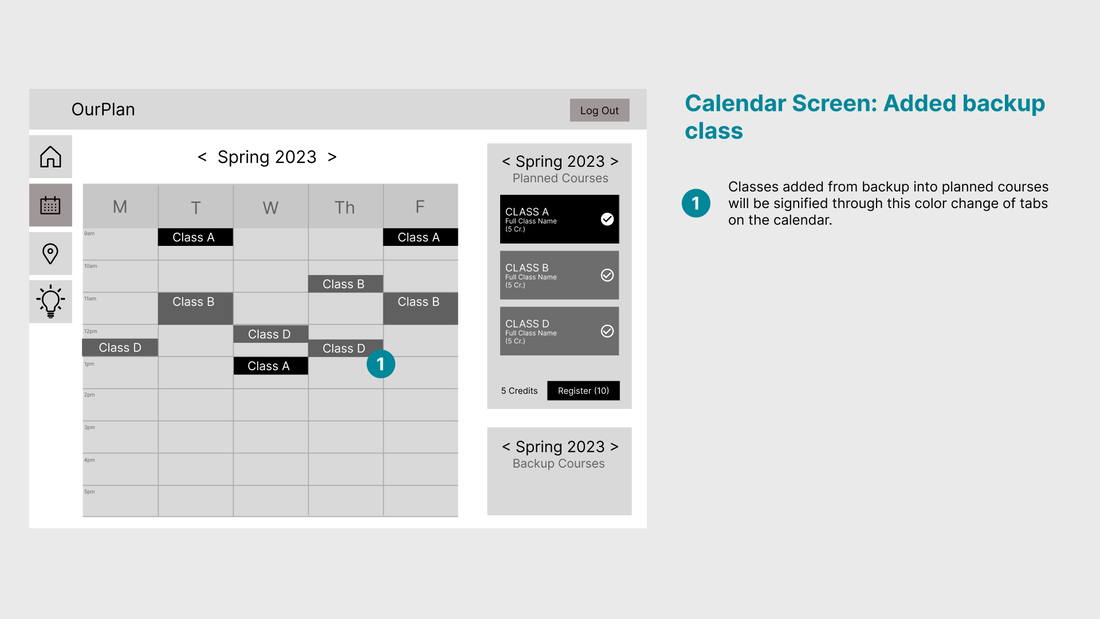 OurPlan
Log Out
< Spring 2023 >
M T W Th F
9am
Class A
Class A
10am
Class B
11am
Class B
Class B
12pm
Class D
Class D
Class D
1pm
Class A
1
2pm
3pm
4pm
5pm
< Spring 2023 >
Planned Courses
CLASS A
Full Class Name
(5 Cr.)
CLASS B
Full Class Name
(5 Cr.)
CLASS D
Full Class Name
(5 Cr.)
5 Credits
Register (10)
< Spring 2023 >
Backup Courses
Calendar Screen: Added backup
class
1
Classes added from backup into planned courses
will be signified through this color change of tabs
on the calendar.